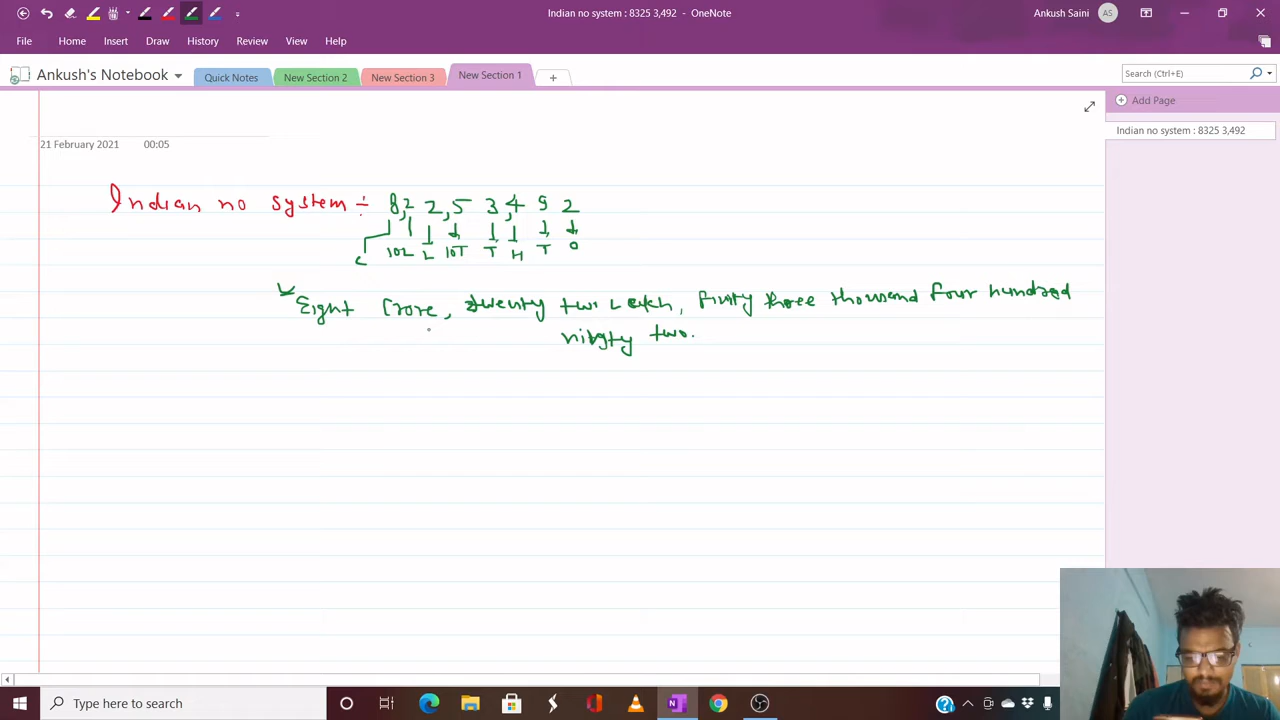 Indian no system : 8325 3,492 - OneNote
Ankush Saini AS
File Home Insert Draw History Review View Help
Ankush's Notebook Quick Notes New Section 2 New Section 3 New Section 1 +
Search (Ctrl+E)
Add Page
Indian no system : 8325 3,492
21 February 2021 00:05
Indian no system ÷ 8,2 2,5 3,4 9 2
C 10L L 10T T H T O
Eight Crore, twenty two Lakh, fifty three thousand four hundred
ninety two.
Type here to search